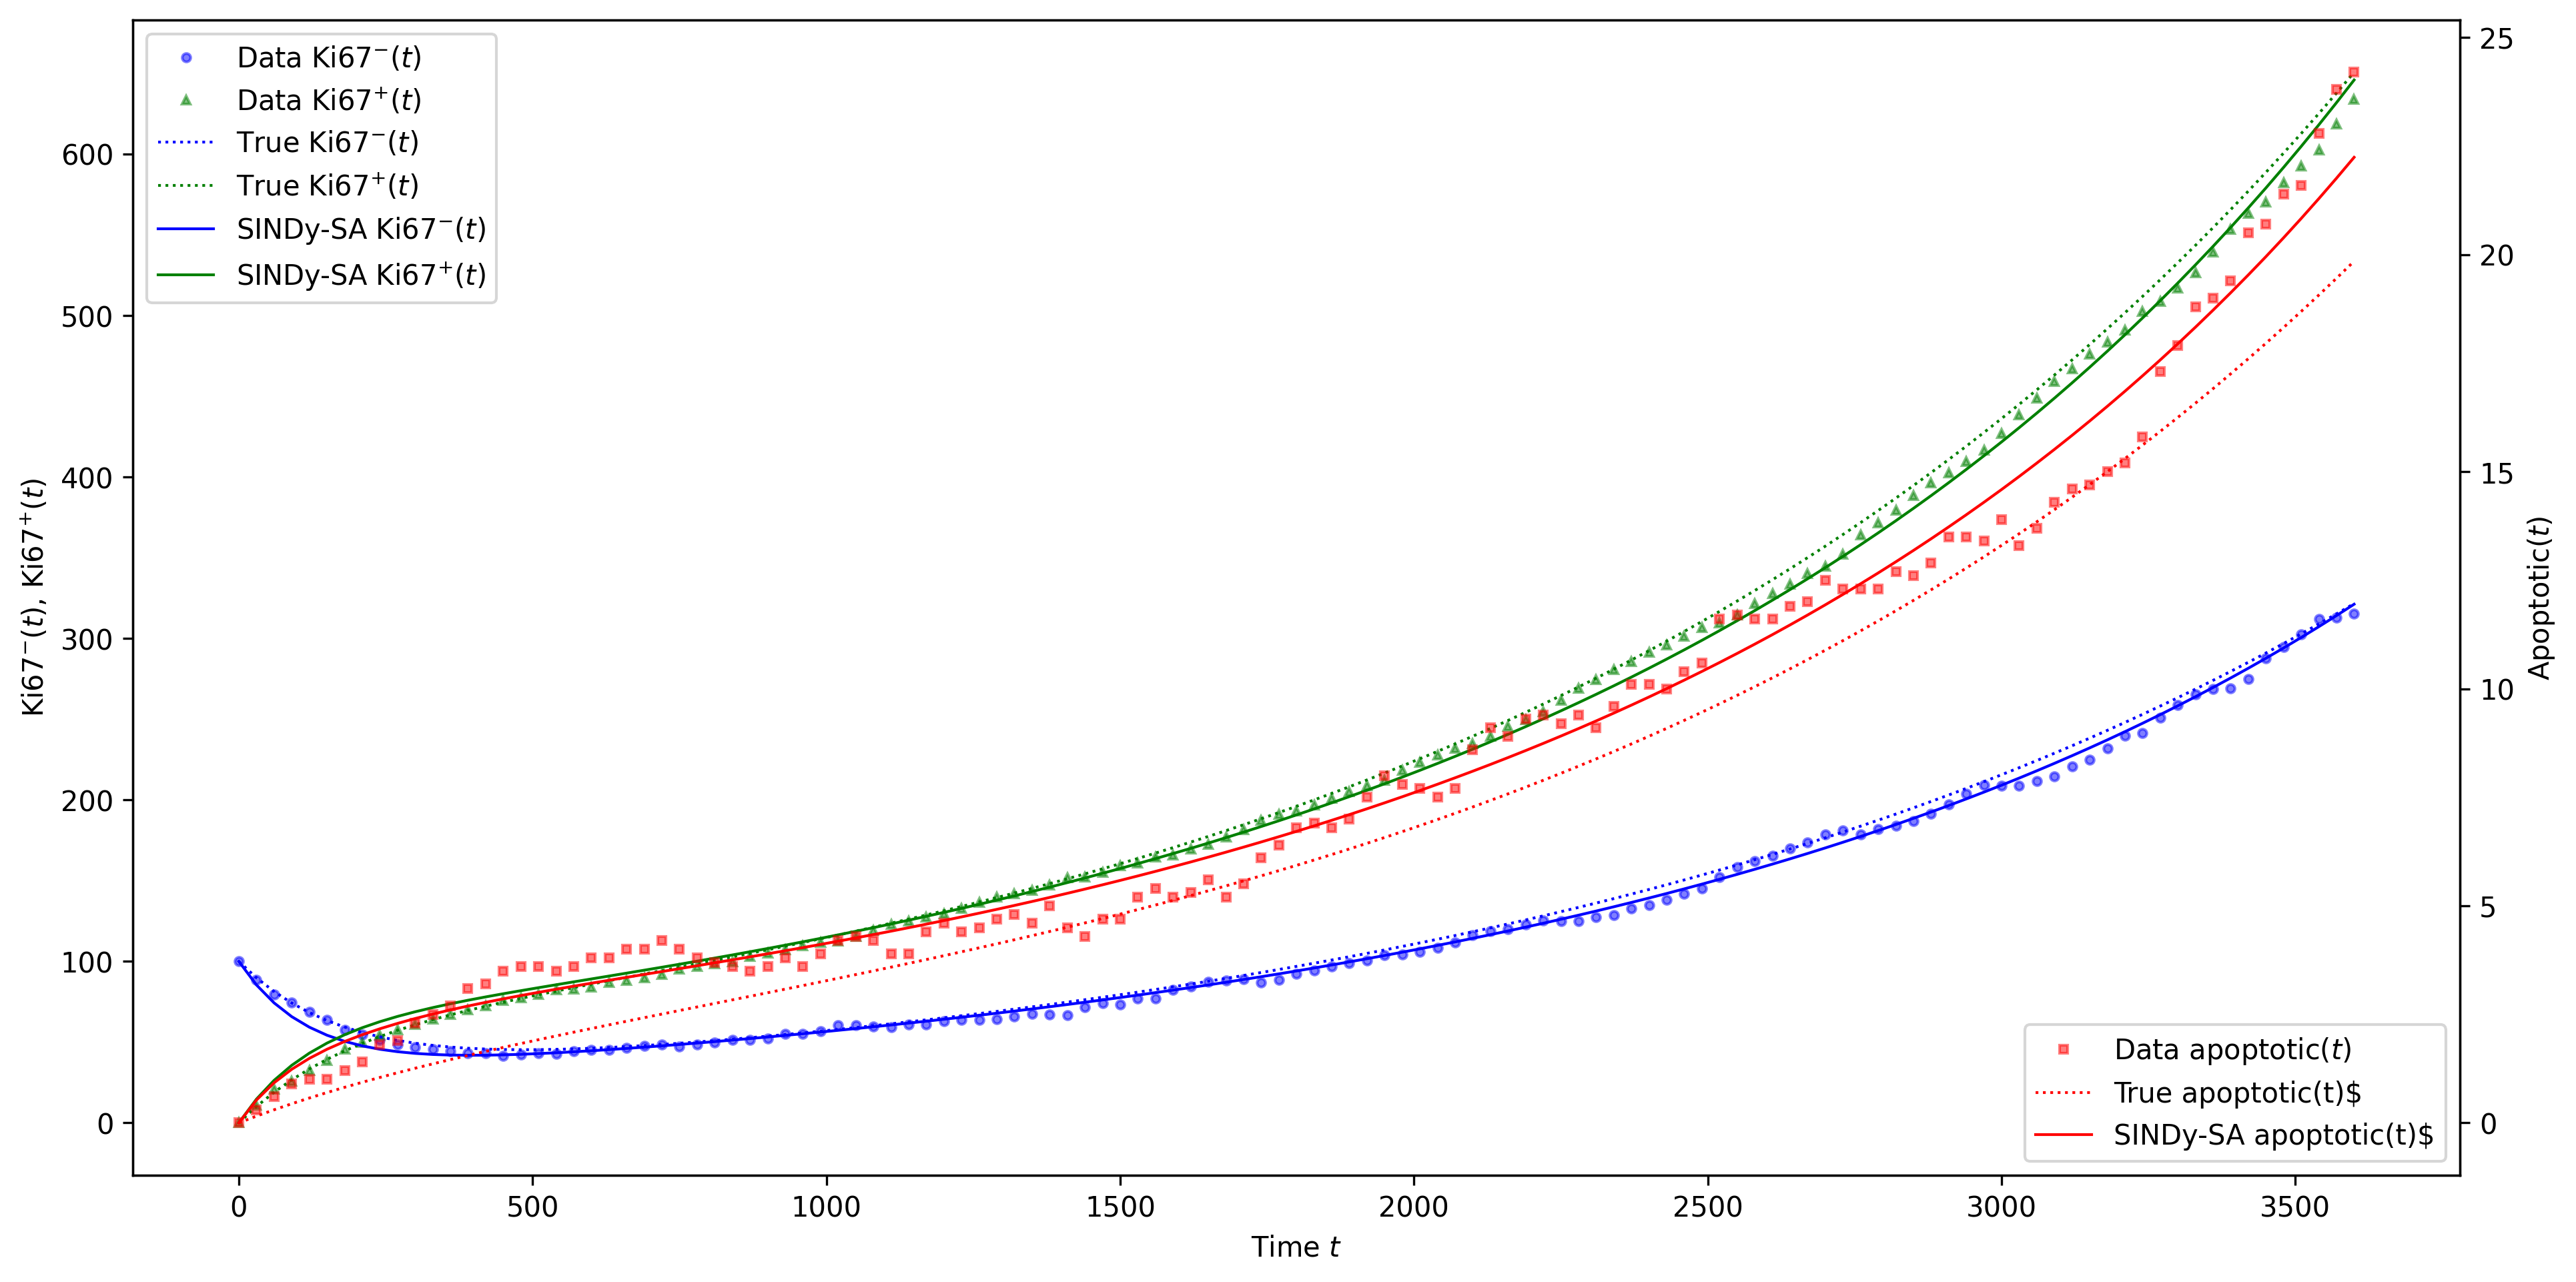 Data Ki67⁻(t)
Data Ki67⁺(t)
True Ki67⁻(t)
True Ki67⁺(t)
SINDy-SA Ki67⁻(t)
SINDy-SA Ki67⁺(t)
600
500
400
300
200
100
0
Ki67⁻(t), Ki67⁺(t)
25
20
15
10
5
0
Apoptotic(t)
Data apoptotic(t)
True apoptotic(t)$
SINDy-SA apoptotic(t)$
0 500 1000 1500 2000 2500 3000 3500
Time t